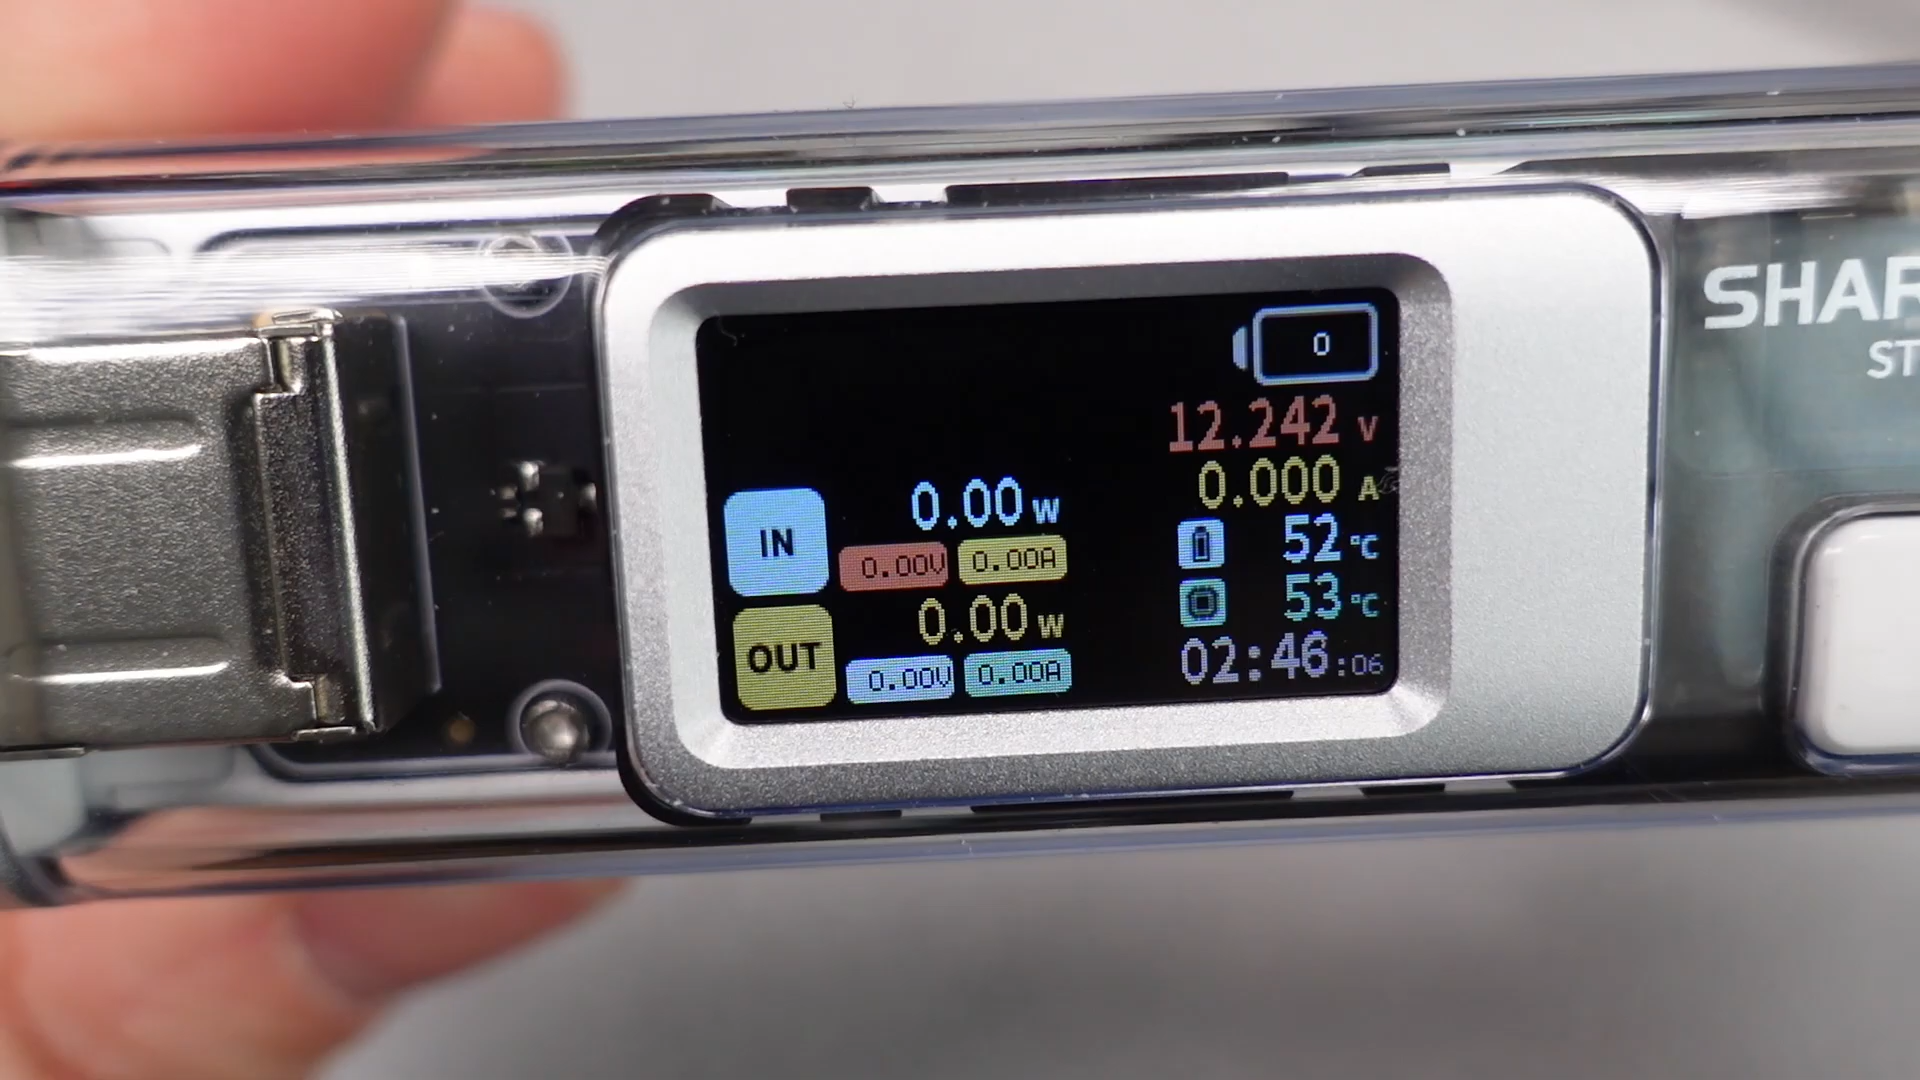 0
12.242 V
0.000 A
IN
0.00 W
0.00V 0.00A
52 °C
53 °C
OUT
0.00 W
0.00V 0.00A
02:46:06
SHAR
ST